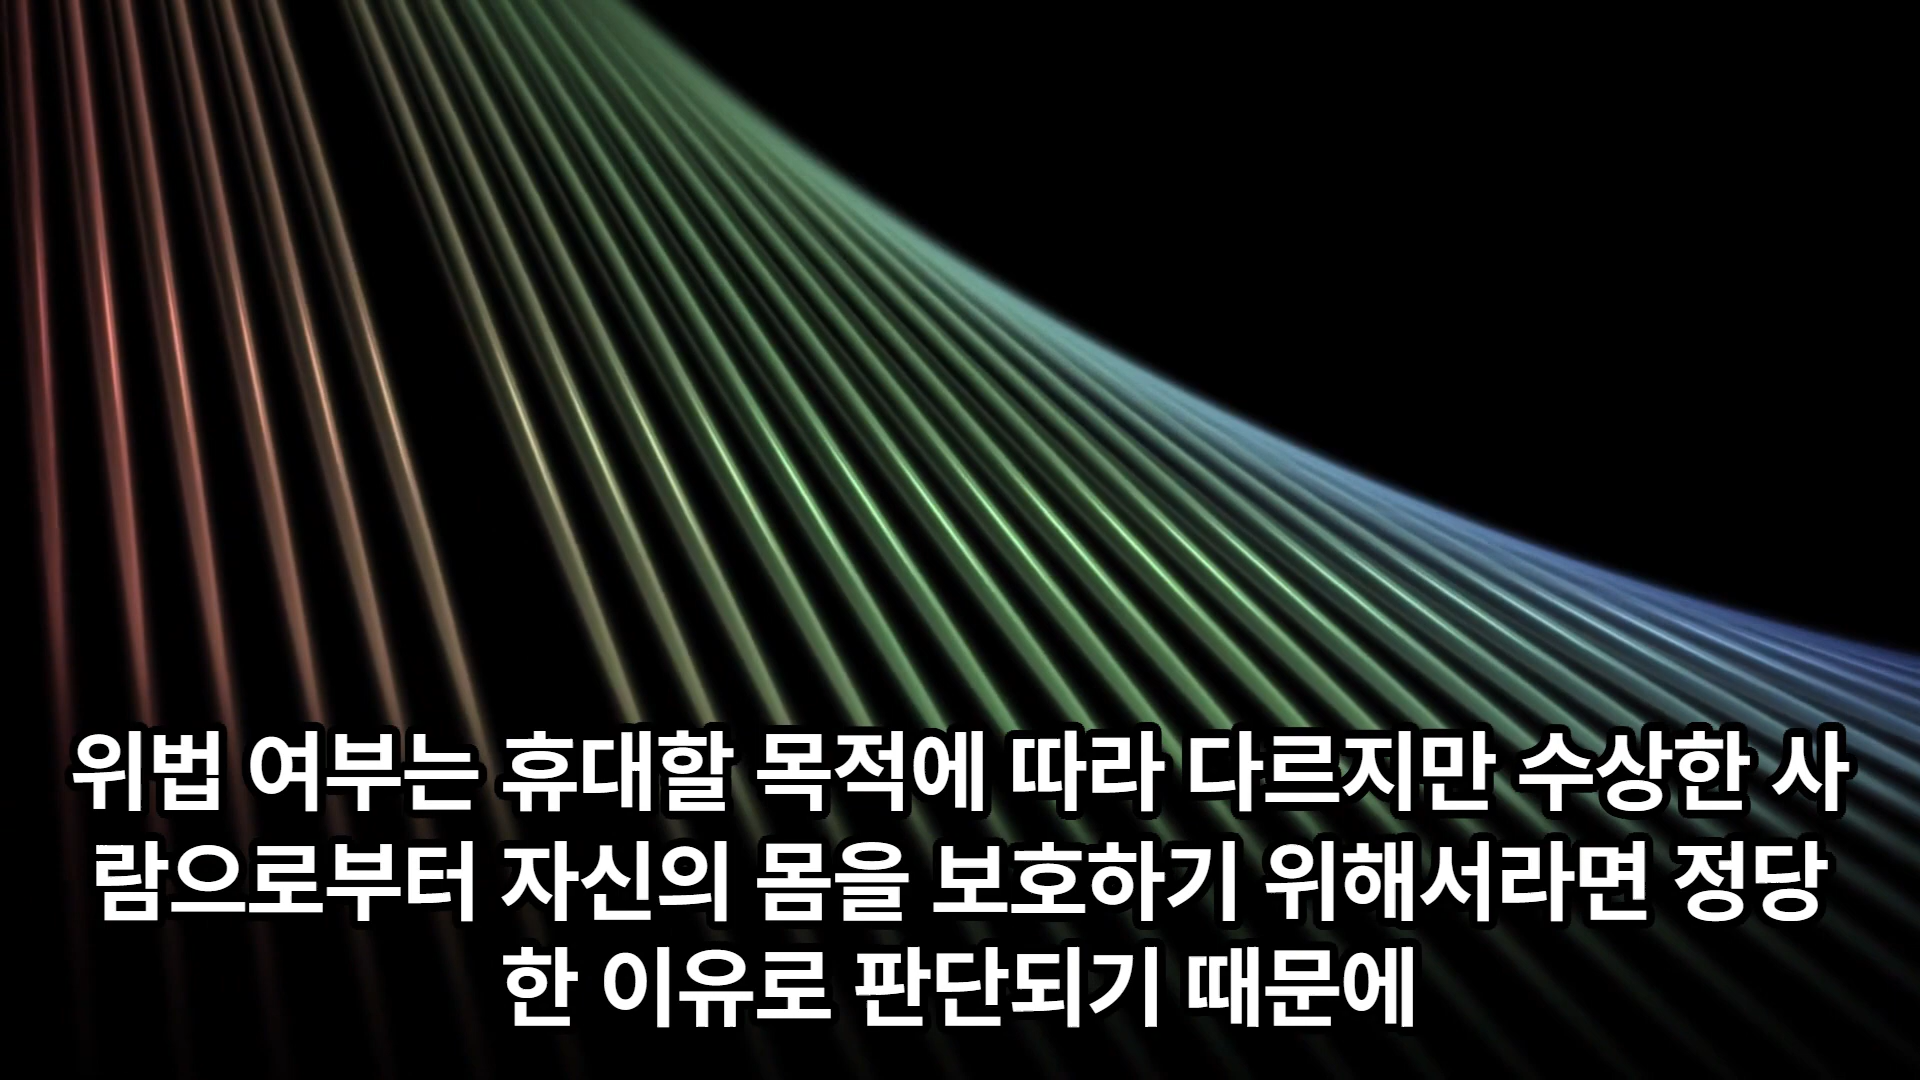 위법 여부는 휴대할 목적에 따라 다르지만 수상한 사
람으로부터 자신의 몸을 보호하기 위해서라면 정당
한 이유로 판단되기 때문에